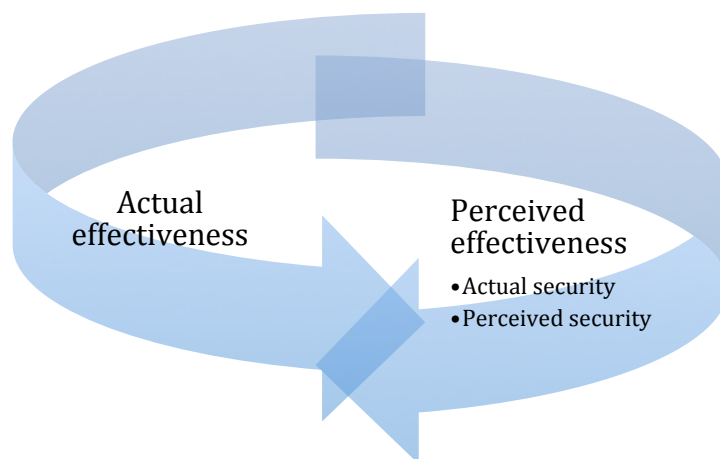 Actual
effectiveness
Perceived
effectiveness
•Actual security
•Perceived security